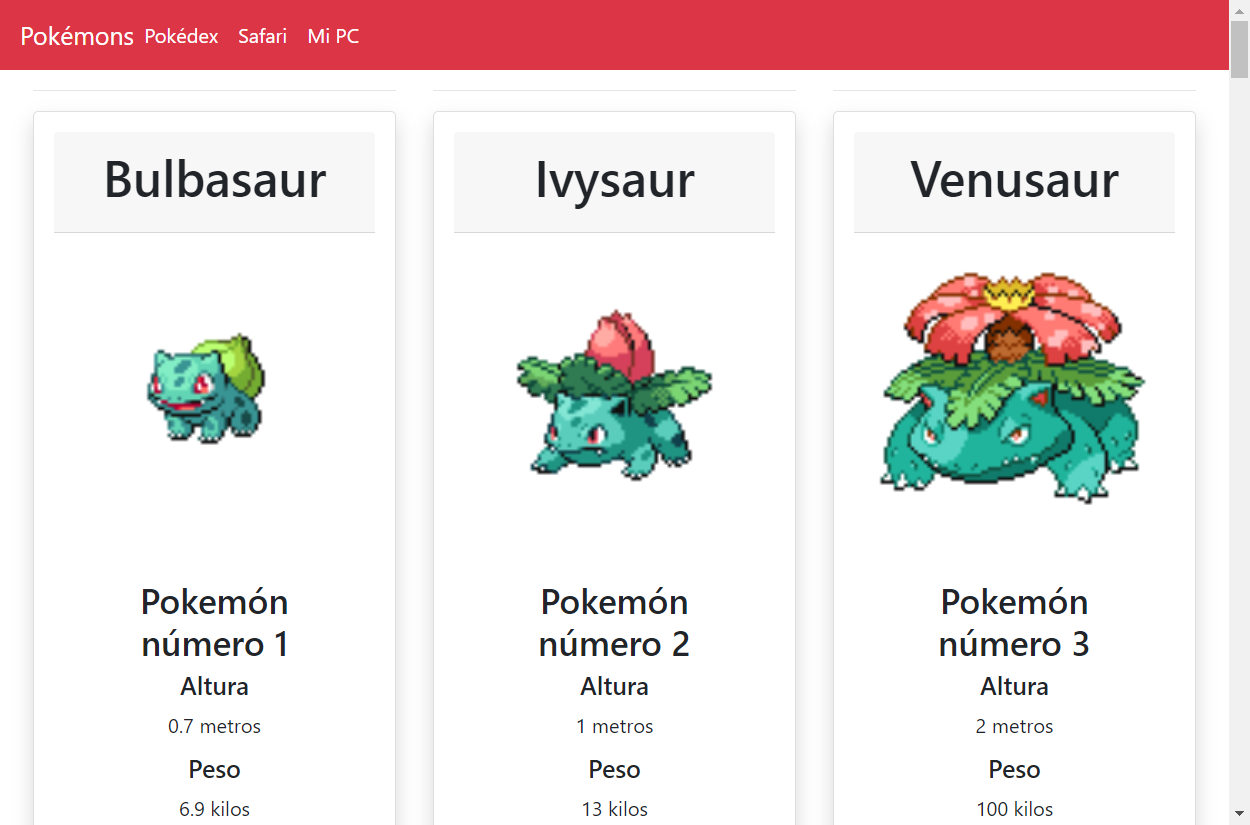 Pokémons Pokédex Safari Mi PC
Bulbasaur
Pokemón
número 1
Altura
0.7 metros
Peso
6.9 kilos
Ivysaur
Pokemón
número 2
Altura
1 metros
Peso
13 kilos
Venusaur
Pokemón
número 3
Altura
2 metros
Peso
100 kilos